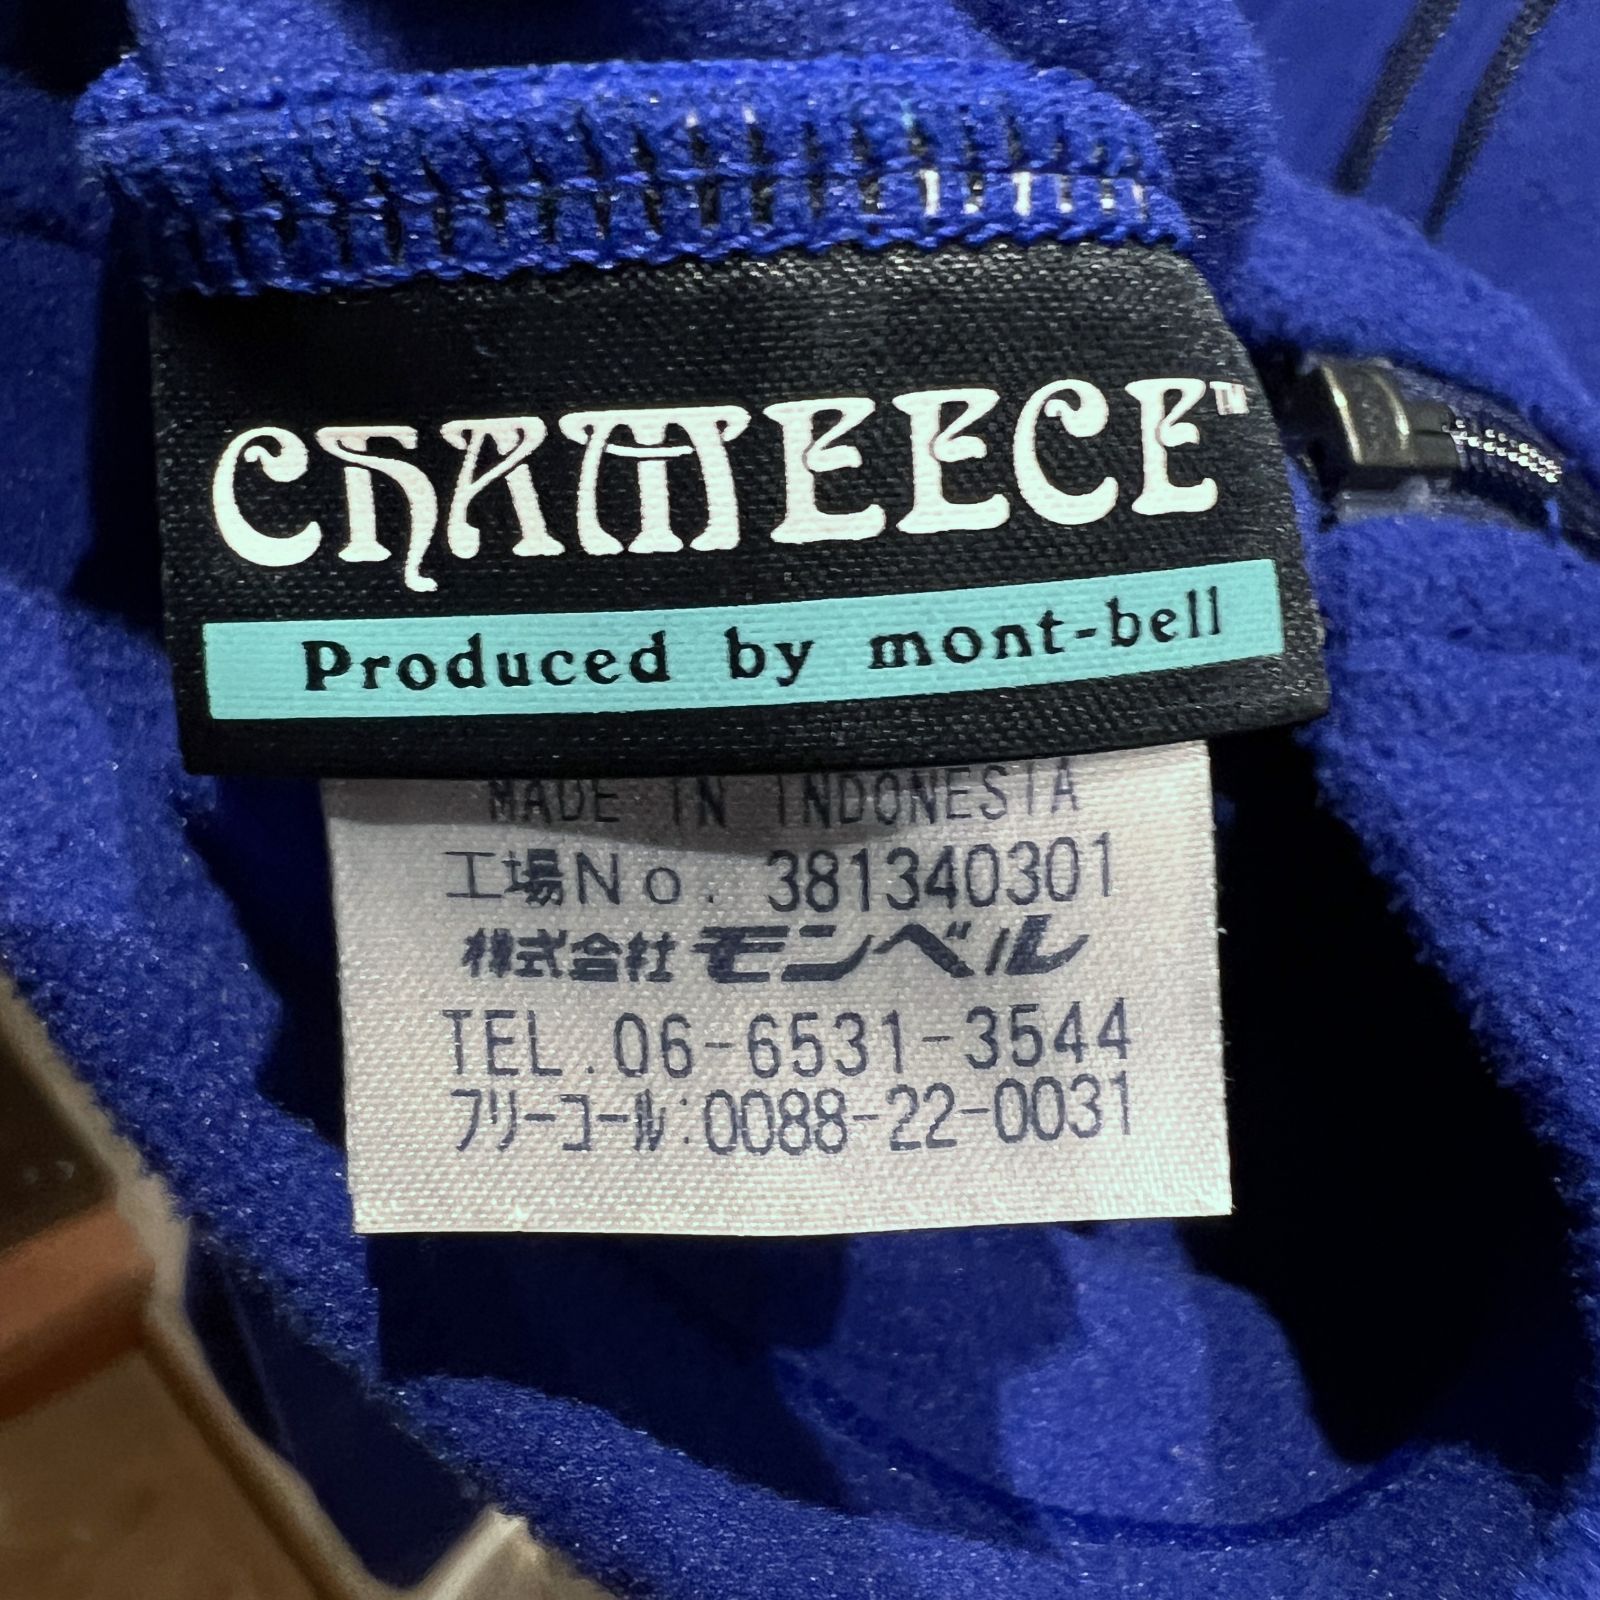 CHAMEECE™
Produced by mont-bell
MADE IN INDONESIA
工場No. 381340301
株式会社モンベル
TEL.06-6531-3544
フリーコール:0088-22-0031